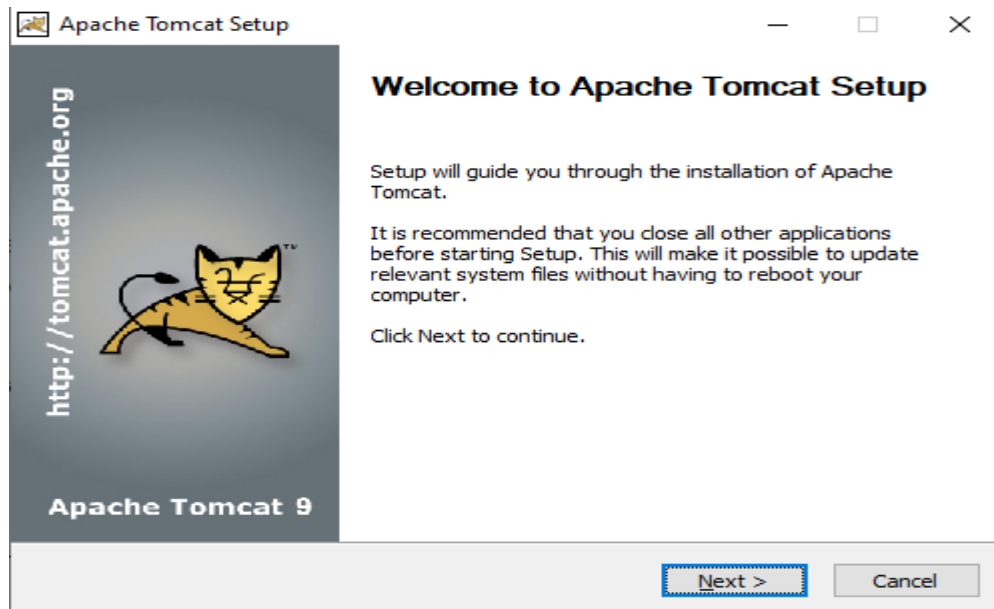 Apache Tomcat Setup
http://tomcat.apache.org
TM
Apache Tomcat 9
Welcome to Apache Tomcat Setup
Setup will guide you through the installation of Apache
Tomcat.
It is recommended that you close all other applications
before starting Setup. This will make it possible to update
relevant system files without having to reboot your
computer.
Click Next to continue.
Next >
Cancel